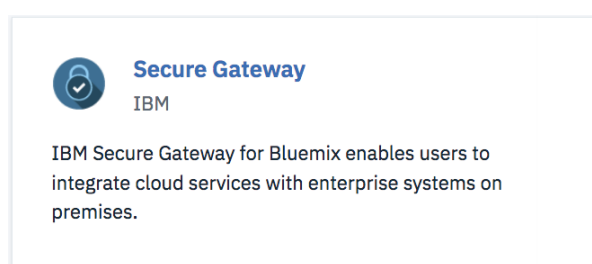 Secure Gateway
IBM
IBM Secure Gateway for Bluemix enables users to
integrate cloud services with enterprise systems on
premises.